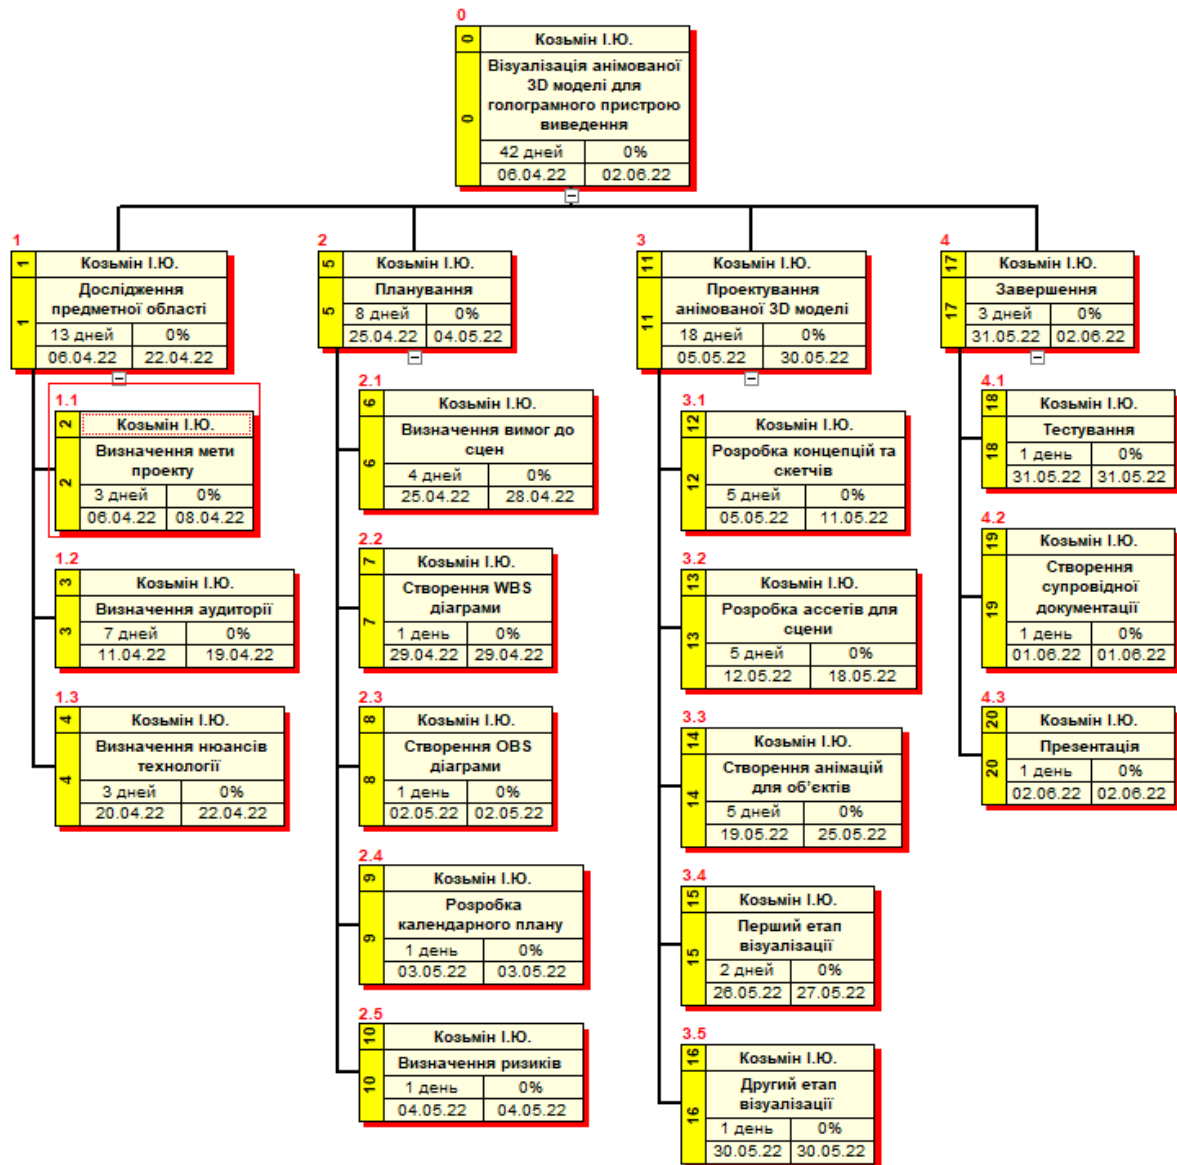 0
0
Козьмін І.Ю.
0
Візуалізація анімованої
3D моделі для
голограмного пристрою
виведення
42 дней 0%
06.04.22 02.06.22
1
1
Козьмін І.Ю.
1
Дослідження
предметної області
13 дней 0%
06.04.22 22.04.22
1.1
2
Козьмін І.Ю.
2
Визначення мети
проекту
3 дней 0%
06.04.22 08.04.22
1.2
3
Козьмін І.Ю.
3
Визначення аудиторії
7 дней 0%
11.04.22 19.04.22
1.3
4
Козьмін І.Ю.
4
Визначення нюансів
технології
3 дней 0%
20.04.22 22.04.22
2
5
Козьмін І.Ю.
5
Планування
8 дней 0%
25.04.22 04.05.22
2.1
6
Козьмін І.Ю.
6
Визначення вимог до
сцен
4 дней 0%
25.04.22 28.04.22
2.2
7
Козьмін І.Ю.
7
Створення WBS
діаграми
1 день 0%
29.04.22 29.04.22
2.3
8
Козьмін І.Ю.
8
Створення OBS
діаграми
1 день 0%
02.05.22 02.05.22
2.4
9
Козьмін І.Ю.
9
Розробка
календарного плану
1 день 0%
03.05.22 03.05.22
2.5
10
Козьмін І.Ю.
10
Визначення ризиків
1 день 0%
04.05.22 04.05.22
3
11
Козьмін І.Ю.
11
Проектування
анімованої 3D моделі
18 дней 0%
05.05.22 30.05.22
3.1
12
Козьмін І.Ю.
12
Розробка концепцій та
скетчів
5 дней 0%
05.05.22 11.05.22
3.2
13
Козьмін І.Ю.
13
Розробка ассетів для
сцени
5 дней 0%
12.05.22 18.05.22
3.3
14
Козьмін І.Ю.
14
Створення анімацій
для об'єктів
5 дней 0%
19.05.22 25.05.22
3.4
15
Козьмін І.Ю.
15
Перший етап
візуалізації
2 дней 0%
26.05.22 27.05.22
3.5
16
Козьмін І.Ю.
16
Другий етап
візуалізації
1 день 0%
30.05.22 30.05.22
4
17
Козьмін І.Ю.
17
Завершення
3 дней 0%
31.05.22 02.06.22
4.1
18
Козьмін І.Ю.
18
Тестування
1 день 0%
31.05.22 31.05.22
4.2
19
Козьмін І.Ю.
19
Створення
супровідної
документації
1 день 0%
01.06.22 01.06.22
4.3
20
Козьмін І.Ю.
20
Презентація
1 день 0%
02.06.22 02.06.22